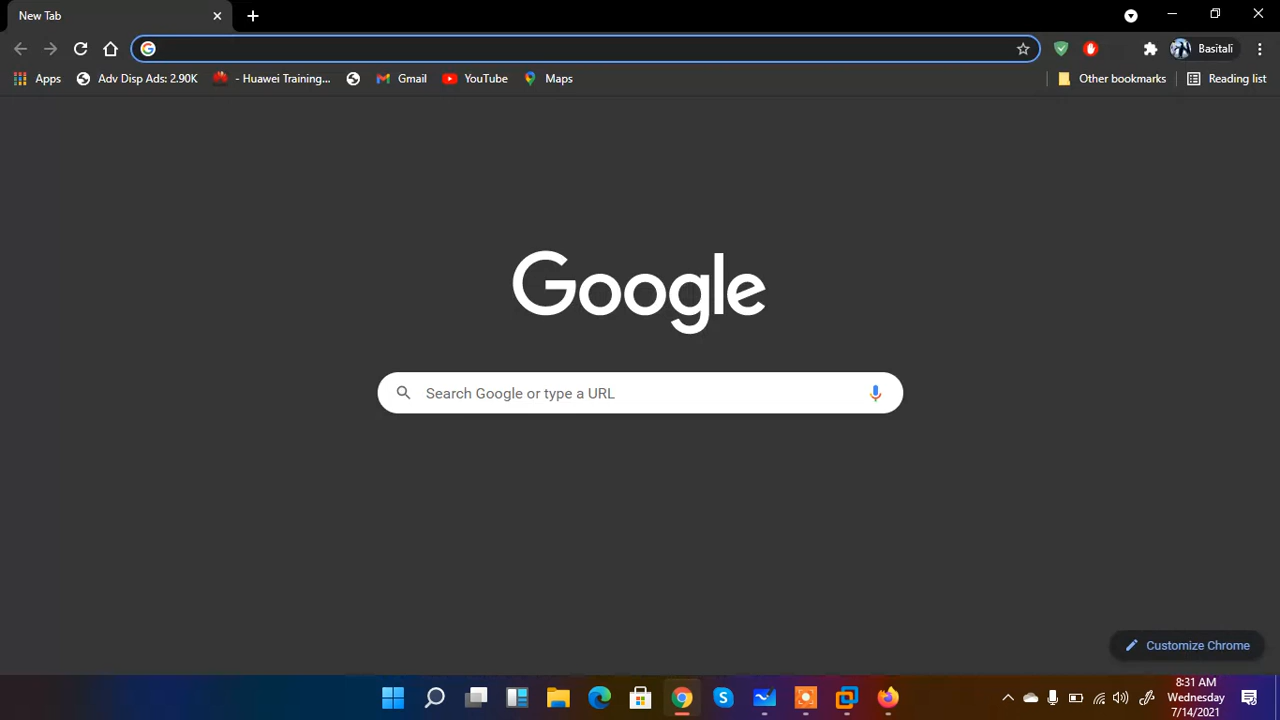 New Tab
Basitali
Apps Adv Disp Ads: 2.90K - Huawei Training... Gmail YouTube Maps Other bookmarks Reading list
Google
Search Google or type a URL
Customize Chrome
8:31 AM
Wednesday
7/14/2021